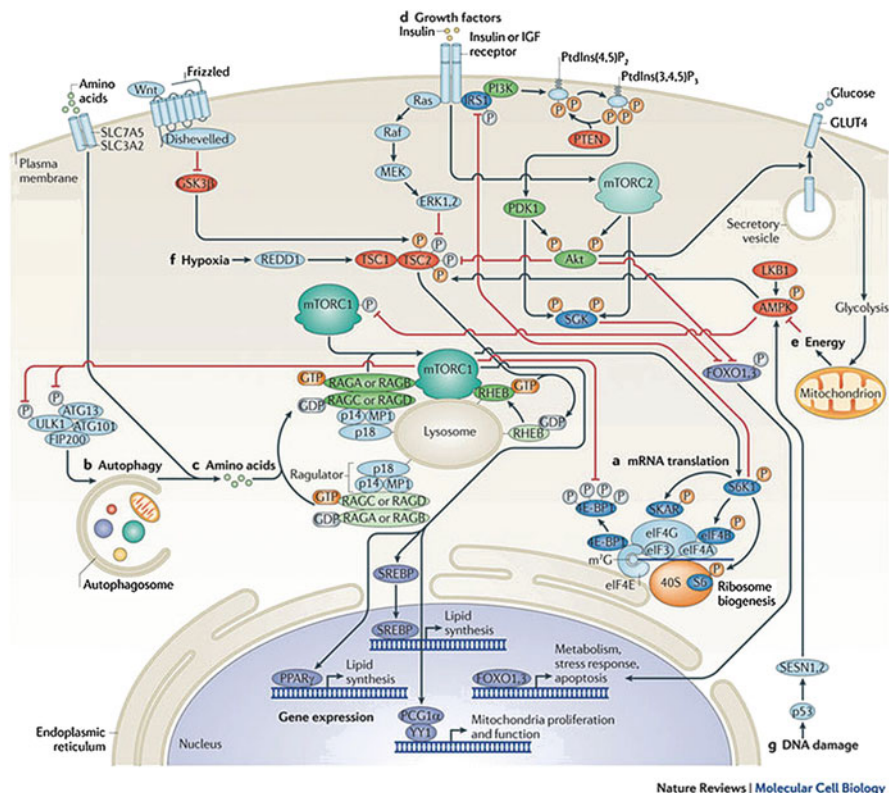 d Growth factors
Insulin
Insulin or IGF
receptor
PtdIns(4,5)P2
PtdIns(3,4,5)P3
Amino
acids
Frizzled
Wnt
SLC7A5
SLC3A2
Dishevelled
Plasma
membrane
GSK3β
Ras
IRS1
PI3K
P
P
P
P
P
P
PTEN
Raf
MEK
ERK1,2
PDK1
mTORC2
Glucose
GLUT4
Secretory
vesicle
P
P
P
P
Akt
P
P
f Hypoxia
REDD1
TSC1
TSC2
P
LKB1
AMPK
P
Glycolysis
e Energy
Mitochondrion
mTORC1
P
P
SGK
P
FOXO1,3
P
GTP
RAGA or RAGB
mTORC1
GTP
RHEB
GDP
RAGC or RAGD
p14
MP1
p18
Lysosome
GDP
RHEB
P
P
ULK1
ATG13
ATG101
FIP200
b Autophagy
c Amino acids
Autophagosome
Ragulator
p18
p14
MP1
GTP
RAGC or RAGD
GDP
RAGA or RAGB
a mRNA translation
S6K1
P
P
P
P
P
4E-BP1
SKAR
P
eIF4B
P
eIF4G
4E-BP1
eIF3
eIF4A
m7G
eIF4E
40S
S6
P
Ribosome
biogenesis
SREBP
SREBP
Lipid
synthesis
PPARγ
Lipid
synthesis
FOXO1,3
Metabolism,
stress response,
apoptosis
Gene expression
PCG1α
YY1
Mitochondria proliferation
and function
Endoplasmic
reticulum
Nucleus
SESN1,2
p53
g DNA damage
Nature Reviews | Molecular Cell Biology